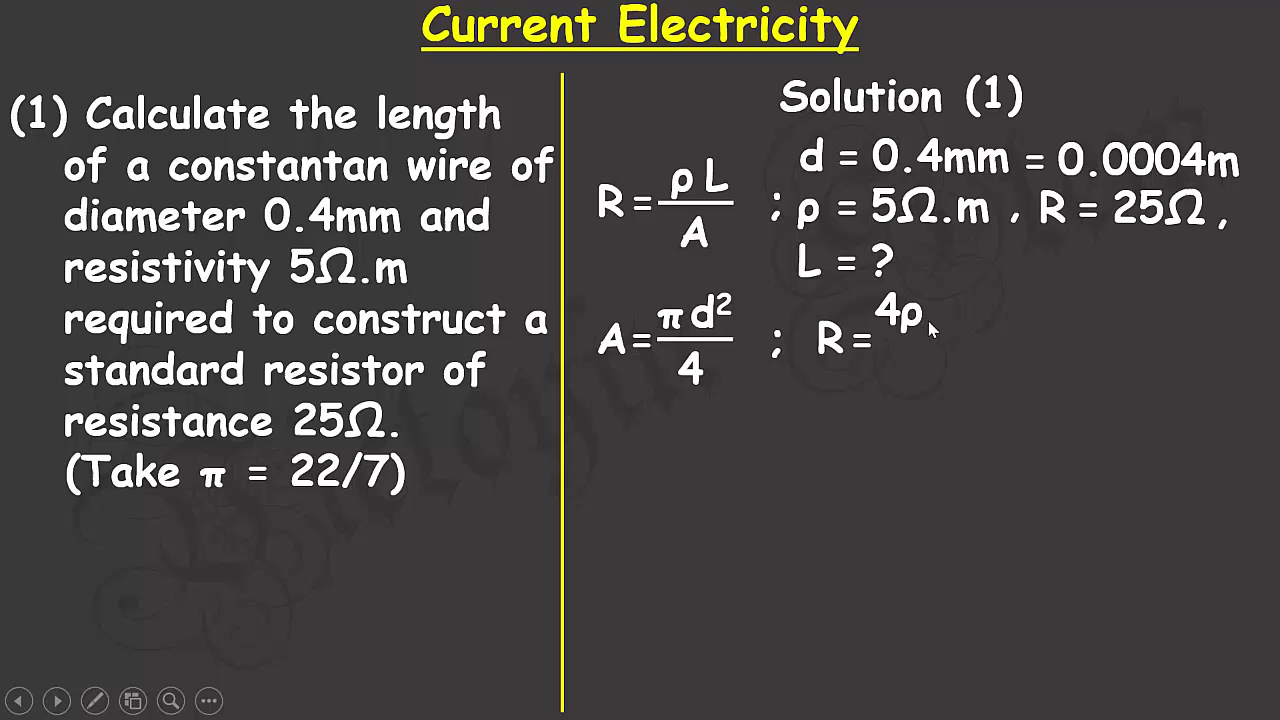 Current Electricity
(1) Calculate the length
of a constantan wire of
diameter 0.4mm and
resistivity 5Ω.m
required to construct a
standard resistor of
resistance 25Ω.
(Take π = 22/7)
Solution (1)
d = 0.4mm = 0.0004m
R = ρL / A ; ρ = 5Ω.m , R = 25Ω ,
L = ?
A = πd² / 4 ; R = 4ρ